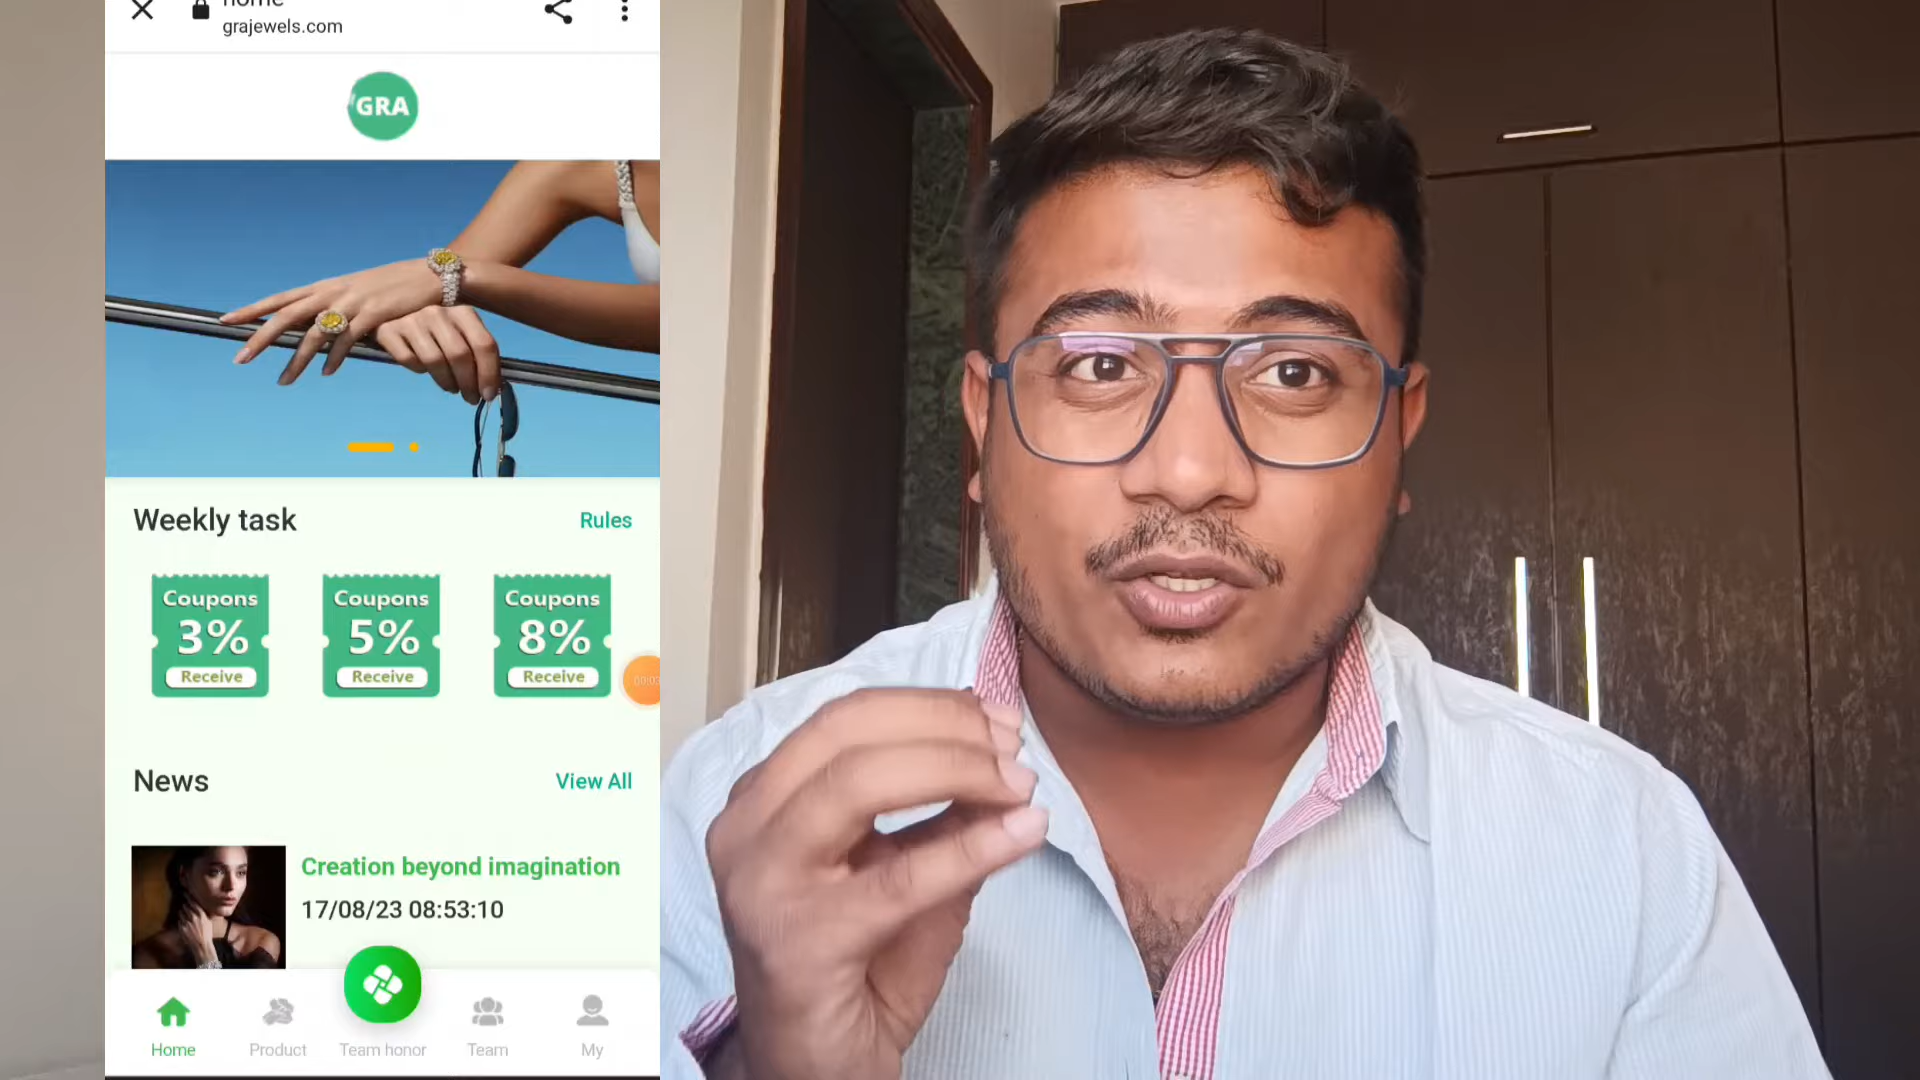 grajewels.com
GRA
Weekly task
Rules
Coupons
3%
Receive
Coupons
5%
Receive
Coupons
8%
Receive
News
View All
Creation beyond imagination
17/08/23 08:53:10
Home
Product
Team honor
Team
My